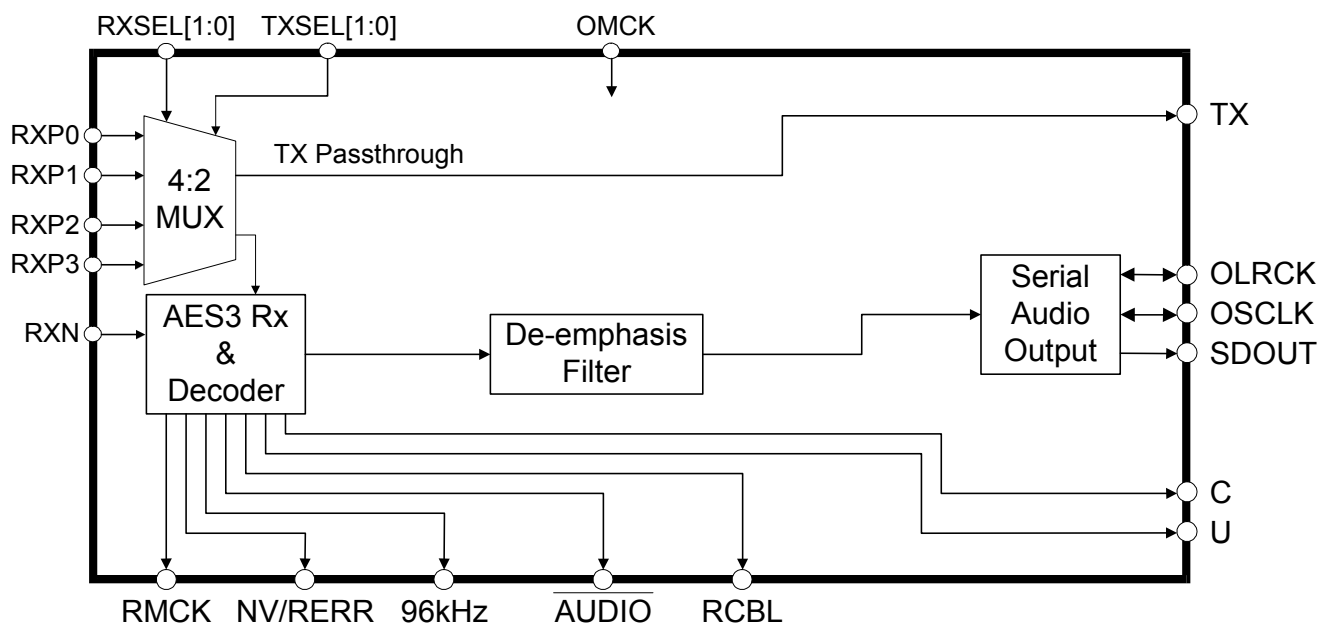 RXSEL[1:0]
TXSEL[1:0]
OMCK
RXP0
RXP1
RXP2
RXP3
RXN
4:2
MUX
TX Passthrough
TX
AES3 Rx
&
Decoder
De-emphasis
Filter
Serial
Audio
Output
OLRCK
OSCLK
SDOUT
C
U
RMCK
NV/RERR
96kHz
AUDIO
RCBL